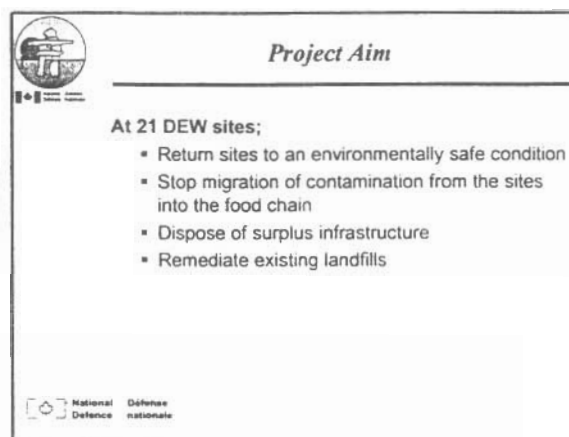 Project Aim
At 21 DEW sites;
▪ Return sites to an environmentally safe condition
▪ Stop migration of contamination from the sites
into the food chain
▪ Dispose of surplus infrastructure
▪ Remediate existing landfills
National Défense
Defence nationale